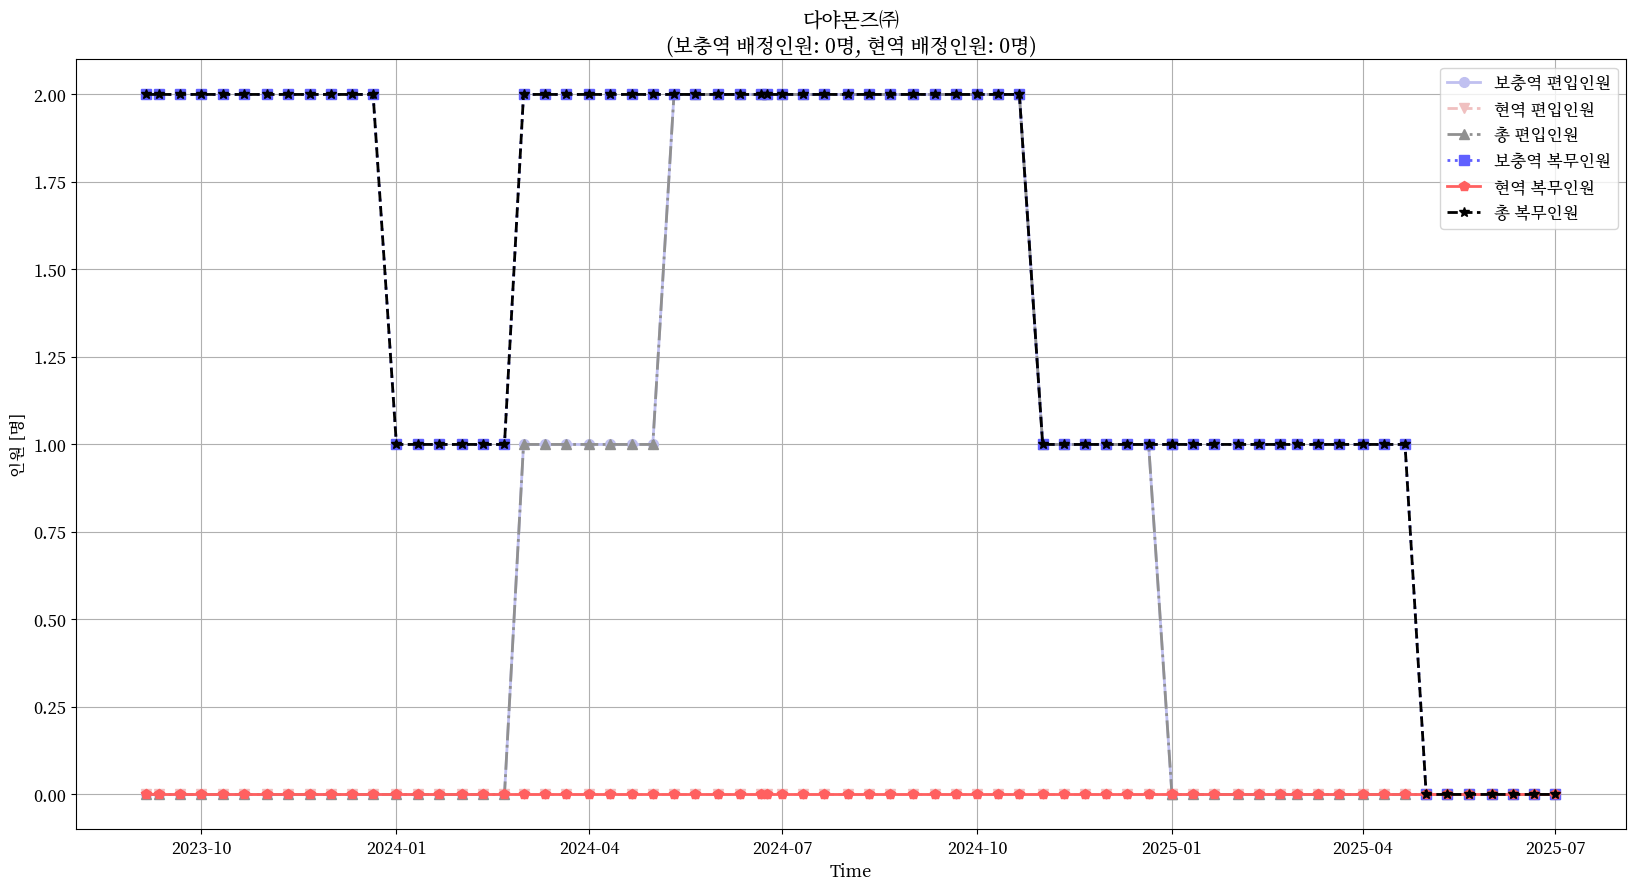 다야몬즈㈜
(보충역 배정인원: 0명, 현역 배정인원: 0명)
보충역 편입인원
현역 편입인원
총 편입인원
보충역 복무인원
현역 복무인원
총 복무인원
인원 [명]
2.00
1.75
1.50
1.25
1.00
0.75
0.50
0.25
0.00
2023-10
2024-01
2024-04
2024-07
2024-10
2025-01
2025-04
2025-07
Time